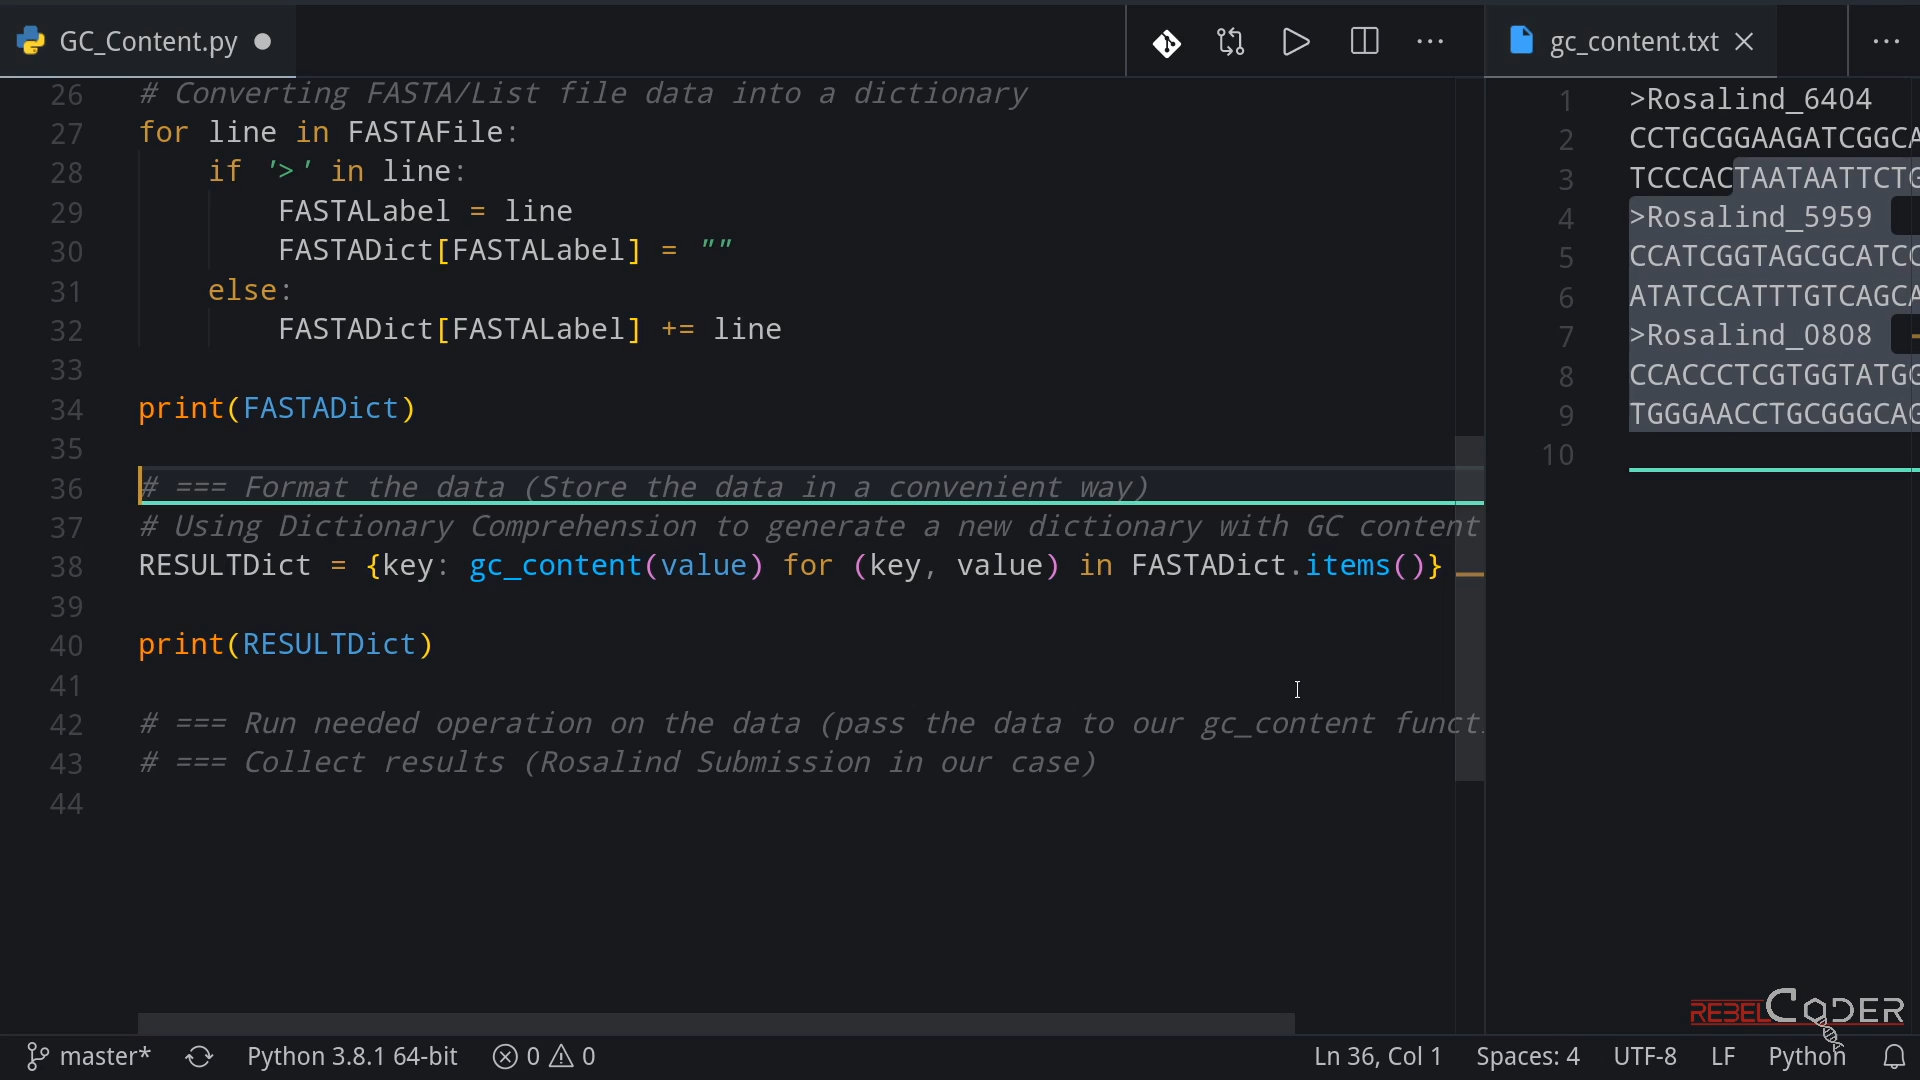 GC_Content.py
gc_content.txt
26 # Converting FASTA/List file data into a dictionary
27 for line in FASTAFile:
28 if '>' in line:
29 FASTALabel = line
30 FASTADict[FASTALabel] = ""
31 else:
32 FASTADict[FASTALabel] += line
33
34 print(FASTADict)
35
36 # === Format the data (Store the data in a convenient way)
37 # Using Dictionary Comprehension to generate a new dictionary with GC content
38 RESULTDict = {key: gc_content(value) for (key, value) in FASTADict.items()}
39
40 print(RESULTDict)
41
42 # === Run needed operation on the data (pass the data to our gc_content funct
43 # === Collect results (Rosalind Submission in our case)
44
1 >Rosalind_6404
2 CCTGCGGAAGATCGGCA
3 TCCCACTAATAATTCTG
4 >Rosalind_5959
5 CCATCGGTAGCGCATCC
6 ATATCCATTTGTCAGCA
7 >Rosalind_0808
8 CCACCCTCGTGGTATGG
9 TGGGAACCTGCGGGCAG
10
REBELCODER
master* Python 3.8.1 64-bit 0 0 Ln 36, Col 1 Spaces: 4 UTF-8 LF Python